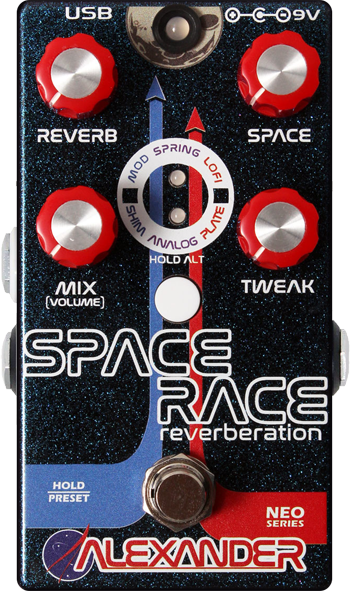 USB
9V
REVERB
SPACE
MOD SPRING LOFI
SHIM ANALOG PLATE
MIX
(VOLUME)
TWEAK
HOLD ALT
SPACE
RACE
reverberation
HOLD
PRESET
NEO
SERIES
ALEXANDER